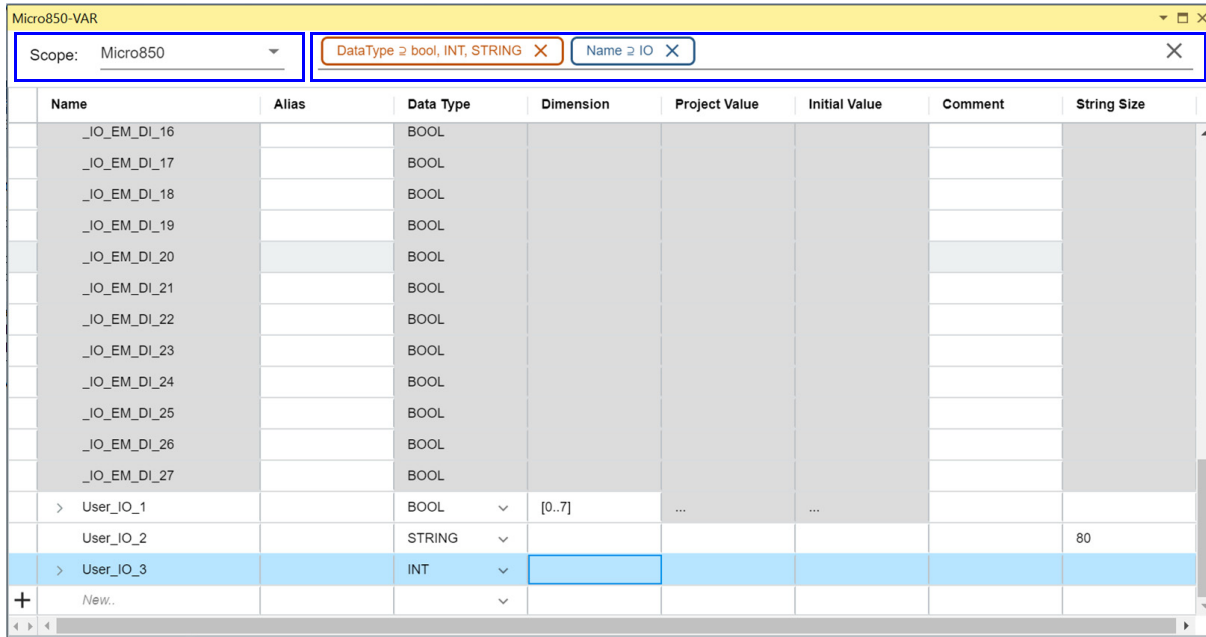 Micro850-VAR
Scope: Micro850 DataType ⊇ bool, INT, STRING Name ⊇ IO
Name Alias Data Type Dimension Project Value Initial Value Comment String Size
_IO_EM_DI_16 BOOL
_IO_EM_DI_17 BOOL
_IO_EM_DI_18 BOOL
_IO_EM_DI_19 BOOL
_IO_EM_DI_20 BOOL
_IO_EM_DI_21 BOOL
_IO_EM_DI_22 BOOL
_IO_EM_DI_23 BOOL
_IO_EM_DI_24 BOOL
_IO_EM_DI_25 BOOL
_IO_EM_DI_26 BOOL
_IO_EM_DI_27 BOOL
User_IO_1 BOOL [0..7] ... ...
User_IO_2 STRING 80
User_IO_3 INT
New..